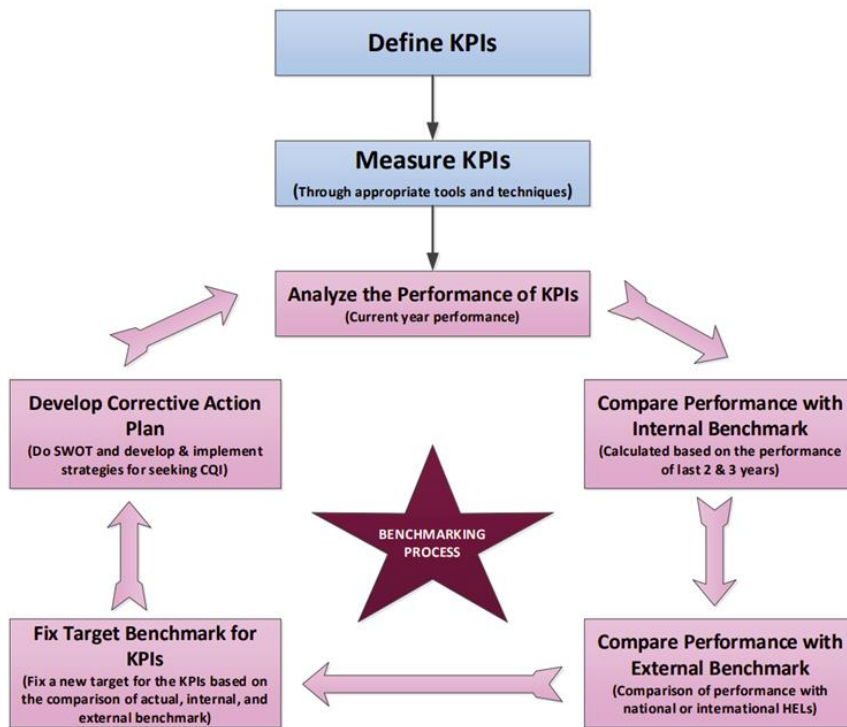 Define KPIs
Measure KPIs
(Through appropriate tools and techniques)
Analyze the Performance of KPIs
(Current year performance)
Develop Corrective Action
Plan
(Do SWOT and develop & implement
strategies for seeking CQI)
Compare Performance with
Internal Benchmark
(Calculated based on the performance
of last 2 & 3 years)
BENCHMARKING
PROCESS
Fix Target Benchmark for
KPIs
(Fix a new target for the KPIs based on
the comparison of actual, internal, and
external benchmark)
Compare Performance with
External Benchmark
(Comparison of performance with
national or international HELs)